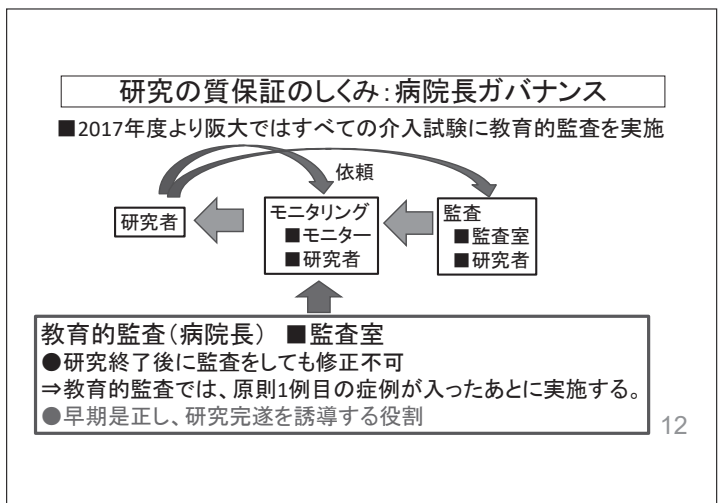 研究の質保証のしくみ：病院長ガバナンス
■2017年度より阪大ではすべての介入試験に教育的監査を実施
依頼
研究者
モニタリング
■モニター
■研究者
監査
■監査室
■研究者
教育的監査（病院長） ■監査室
●研究終了後に監査をしても修正不可
⇒教育的監査では、原則1例目の症例が入ったあとに実施する。
●早期是正し、研究完遂を誘導する役割
12